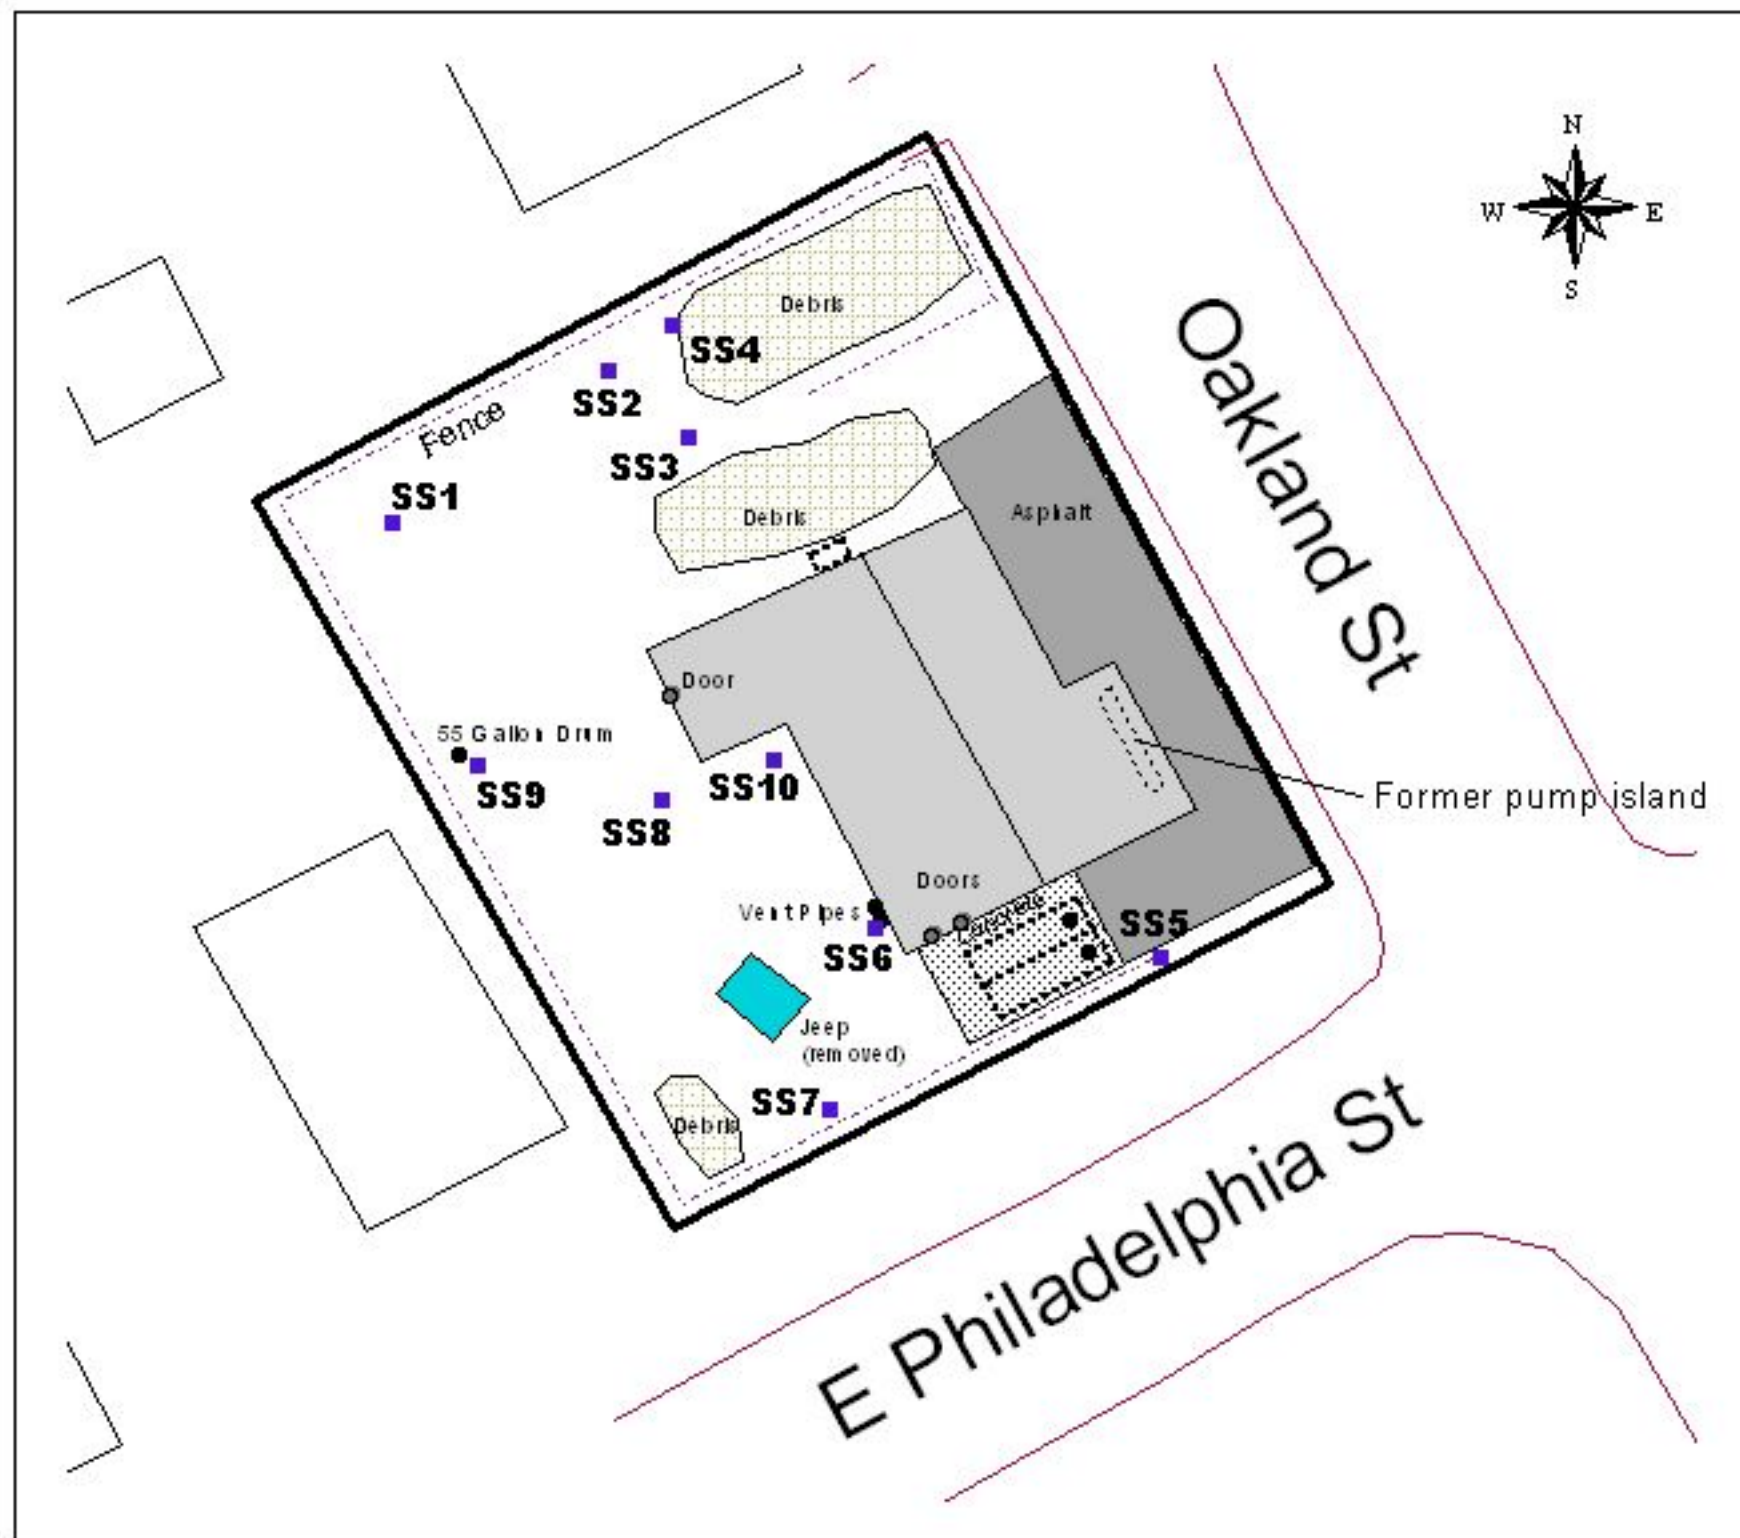 N
W E
S
Debris
SS4
SS2
Fence
SS3
SS1
Debris
Asphalt
Oakland St
Door
55 Gallon Drum
SS9
SS10
SS8
Former pump island
Doors
Vent Pipes
Concrete
SS5
SS6
Jeep
(removed)
SS7
Debris
E Philadelphia St